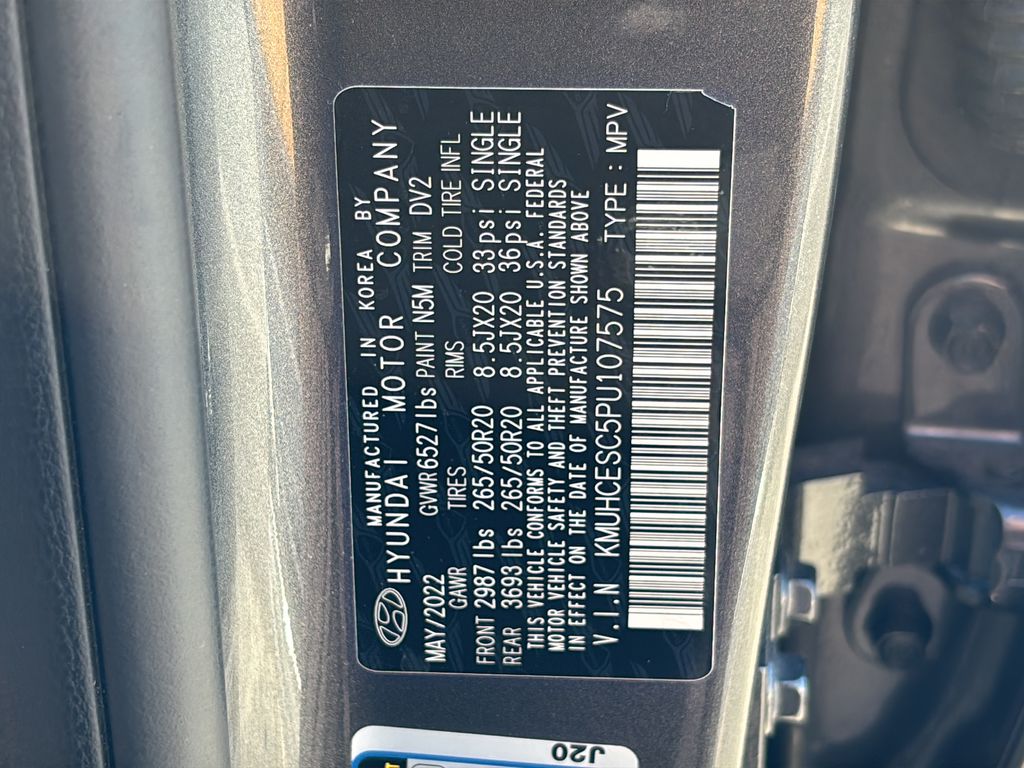 MANUFACTURED IN KOREA BY
HYUNDAI MOTOR COMPANY
MAY/2022 GVWR 6527 lbs PAINT N5M TRIM DV2
GAWR TIRES RIMS COLD TIRE INFL
FRONT 2987 lbs 265/50R20 8.5JX20 33psi SINGLE
REAR 3693 lbs 265/50R20 8.5JX20 36psi SINGLE
THIS VEHICLE CONFORMS TO ALL APPLICABLE U.S.A. FEDERAL
MOTOR VEHICLE SAFETY AND THEFT PREVENTION STANDARDS
IN EFFECT ON THE DATE OF MANUFACTURE SHOWN ABOVE
V.I.N KMUHCESC5PU107575 TYPE : MPV
J20